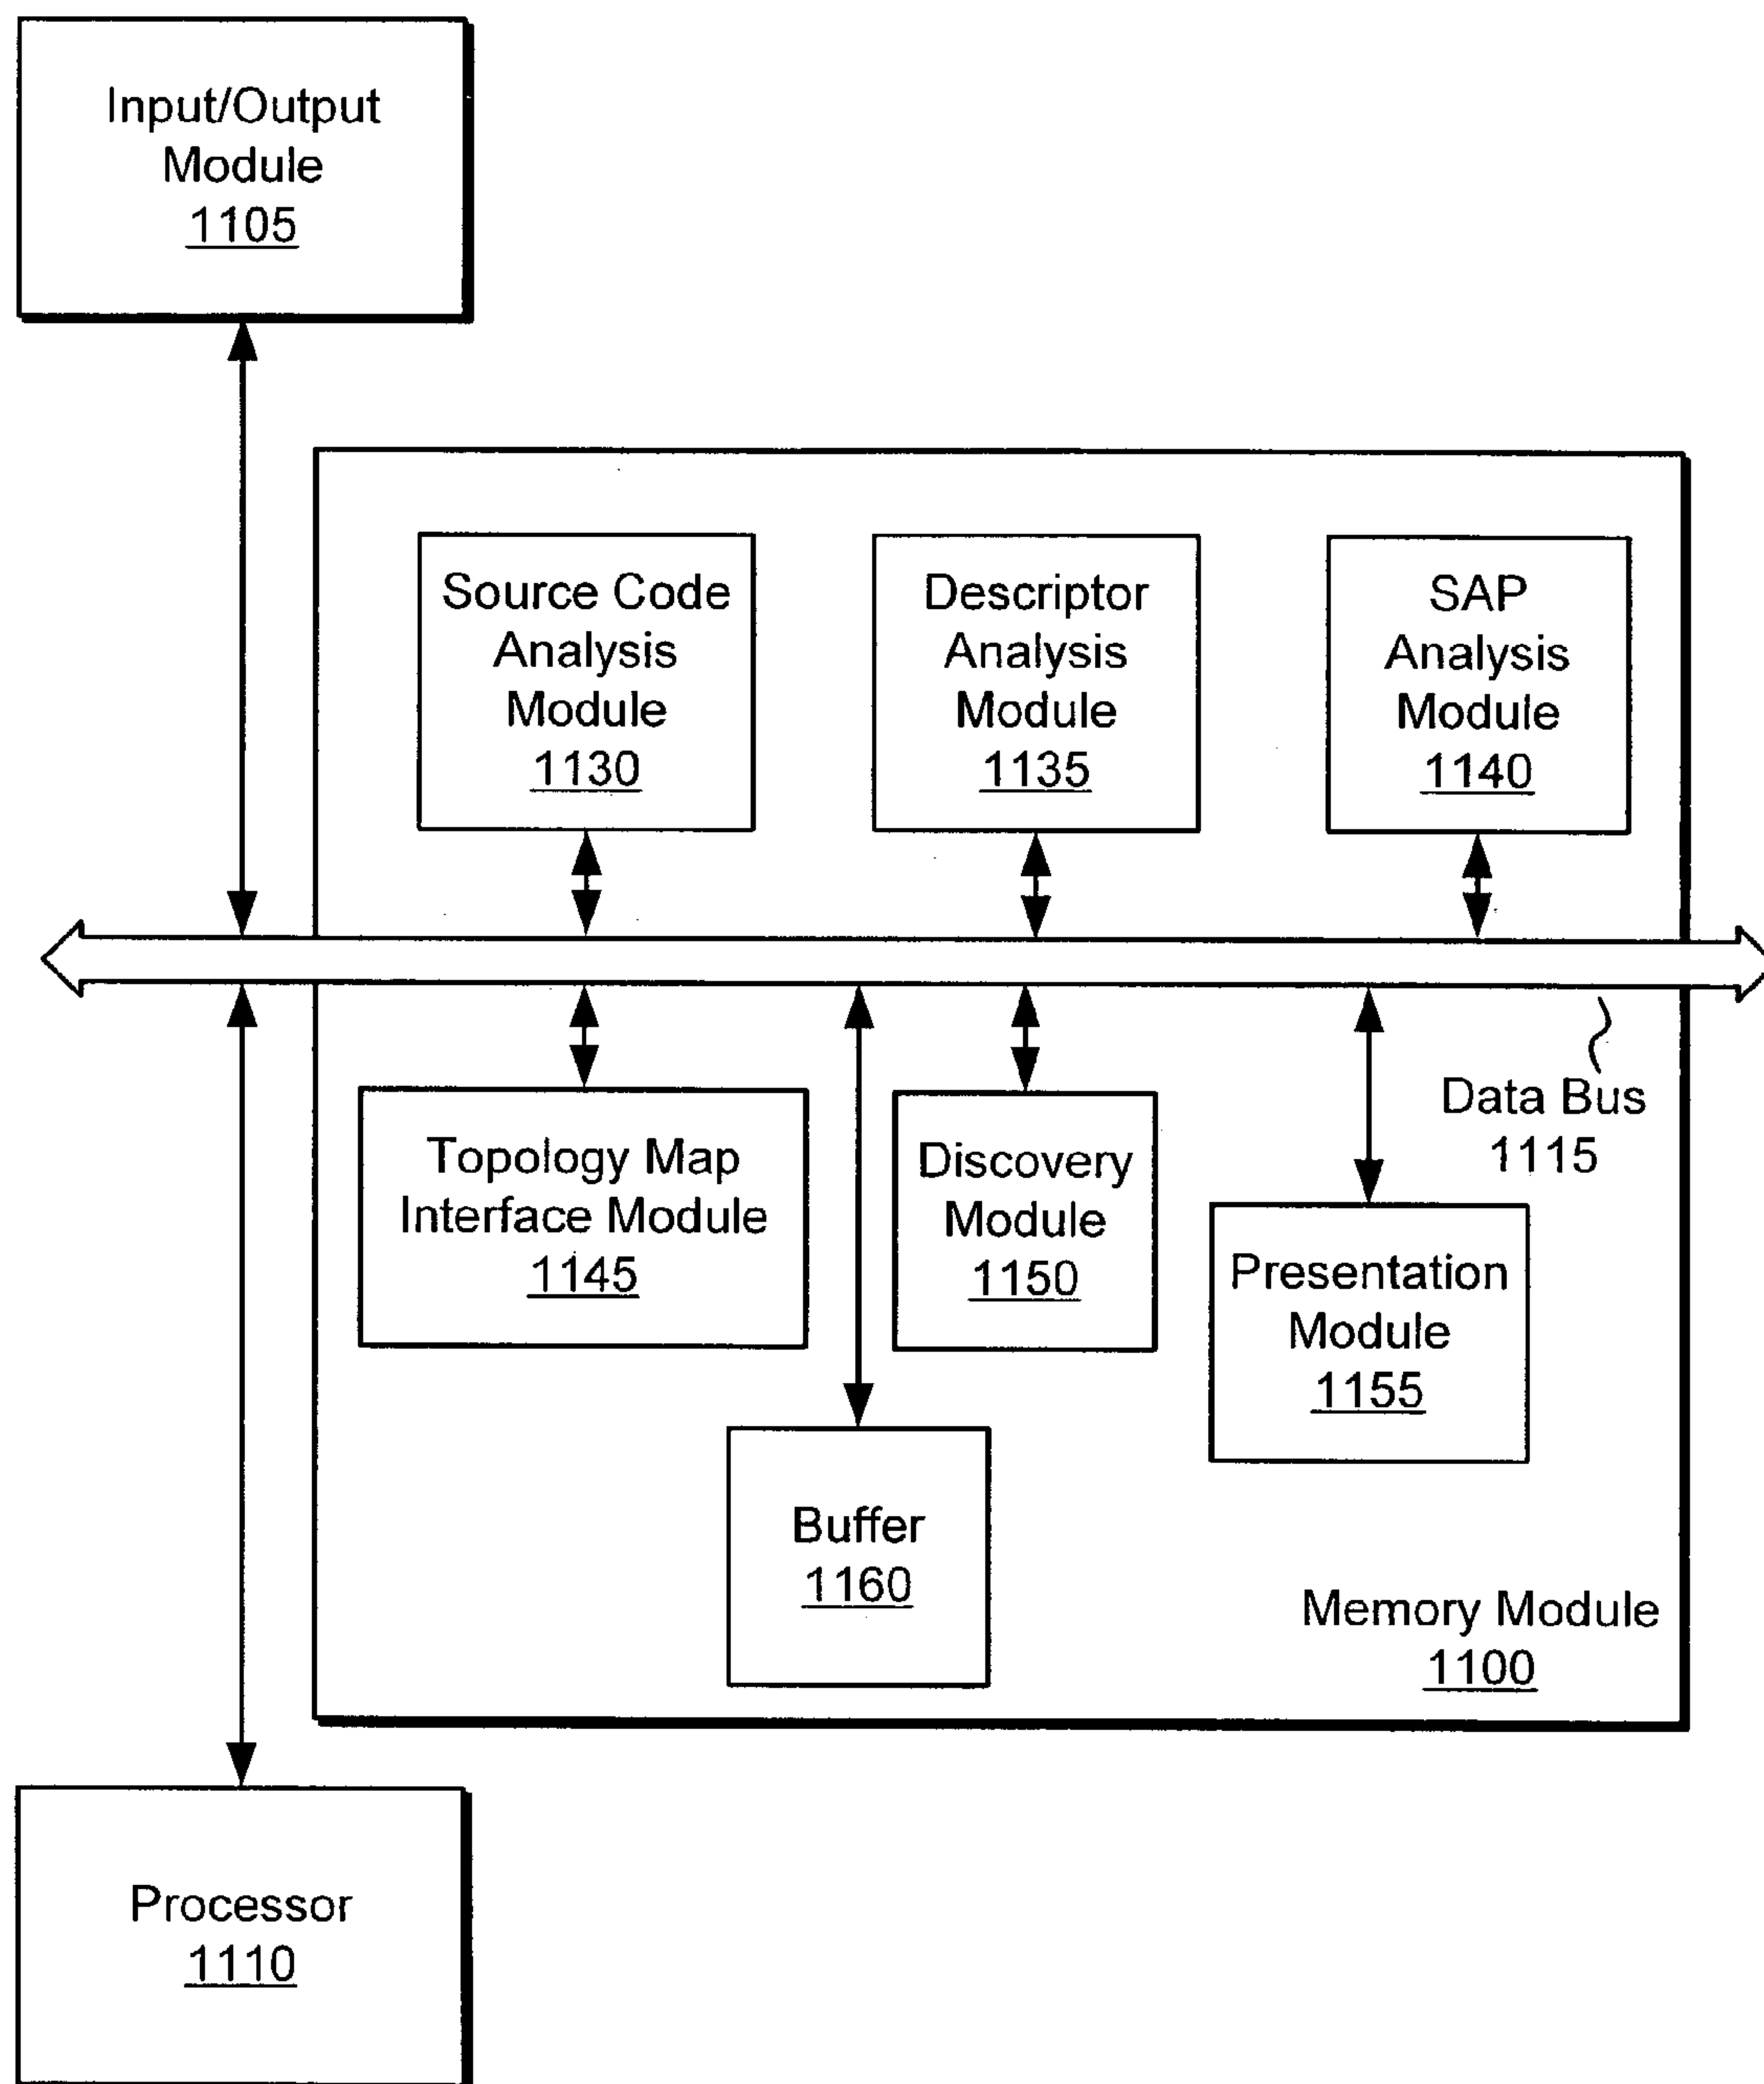 Input/Output
Module
1105
Source Code
Analysis
Module
1130
Descriptor
Analysis
Module
1135
SAP
Analysis
Module
1140
Data Bus
1115
Topology Map
Interface Module
1145
Discovery
Module
1150
Presentation
Module
1155
Buffer
1160
Memory Module
1100
Processor
1110